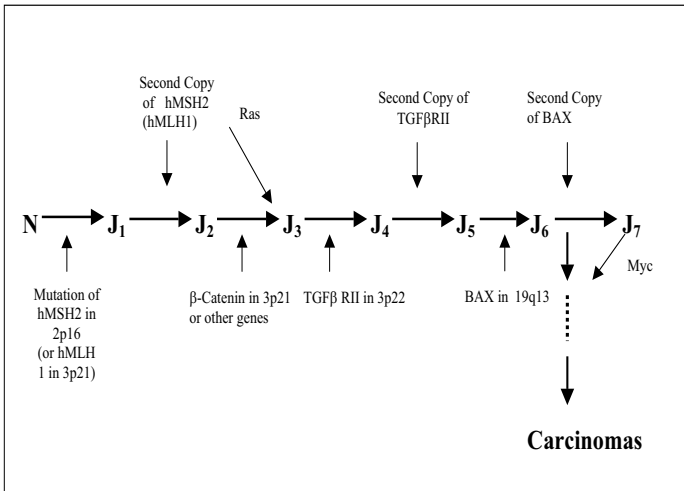 Second Copy
of hMSH2
(hMLH1)
Ras
Second Copy of
TGFβRII
Second Copy
of BAX
N J₁ J₂ J₃ J₄ J₅ J₆ J₇
Mutation of
hMSH2 in
2p16
(or hMLH
1 in 3p21)
β-Catenin in 3p21
or other genes
TGFβ RII in 3p22
BAX in 19q13
Myc
Carcinomas